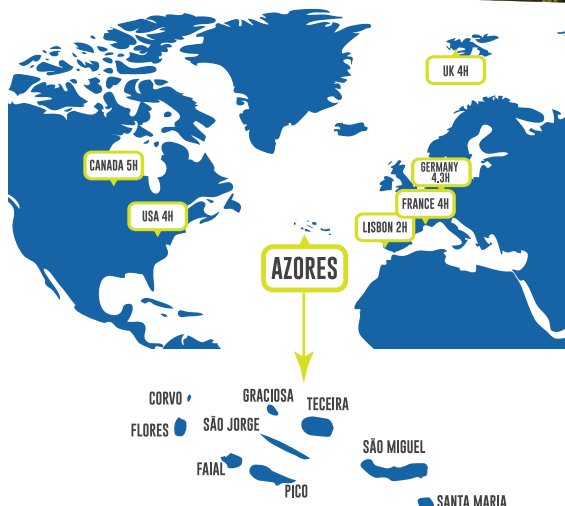 UK 4H
CANADA 5H
GERMANY
4,3H
FRANCE 4H
USA 4H
LISBON 2H
AZORES
CORVO
GRACIOSA
TECEIRA
FLORES
SÃO JORGE
SÃO MIGUEL
FAIAL
PICO
SANTA MARIA